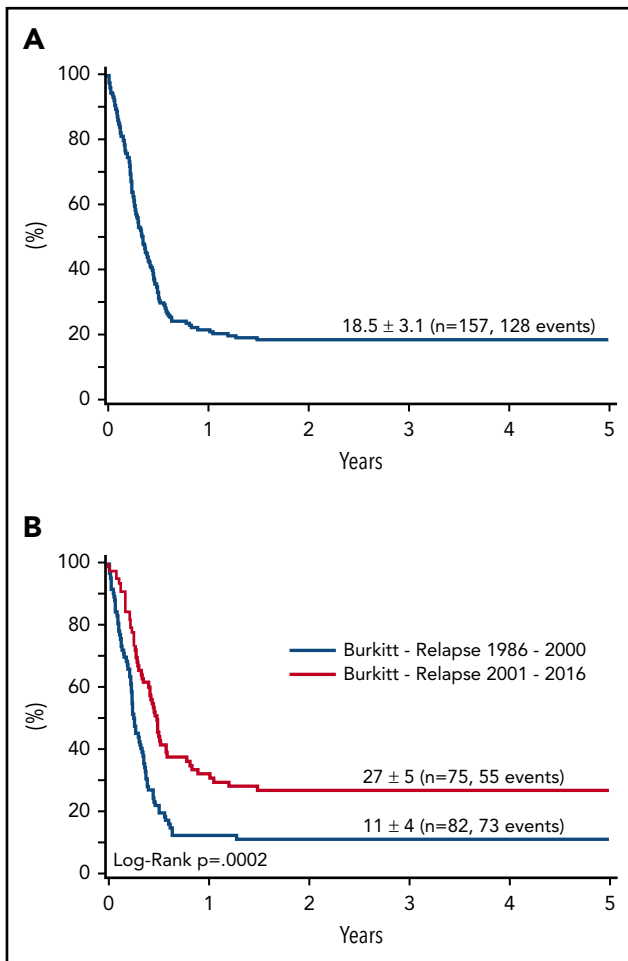 A
100
80
60
40
20
0
(%)
18.5 ± 3.1 (n=157, 128 events)
0 1 2 3 4 5
Years
B
100
80
60
40
20
0
(%)
Burkitt - Relapse 1986 - 2000
Burkitt - Relapse 2001 - 2016
27 ± 5 (n=75, 55 events)
11 ± 4 (n=82, 73 events)
Log-Rank p=.0002
0 1 2 3 4 5
Years